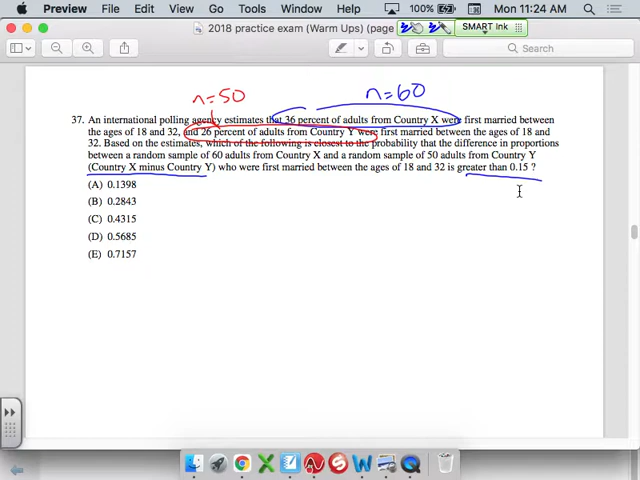 Preview File Edit View Go Tools Window Help 100% Mon 11:24 AM
2018 practice exam (Warm Ups) (page
SMART Ink
Search
n=50
n=60
37. An international polling agency estimates that 36 percent of adults from Country X were first married between
the ages of 18 and 32, and 26 percent of adults from Country Y were first married between the ages of 18 and
32. Based on the estimates, which of the following is closest to the probability that the difference in proportions
between a random sample of 60 adults from Country X and a random sample of 50 adults from Country Y
(Country X minus Country Y) who were first married between the ages of 18 and 32 is greater than 0.15 ?
(A) 0.1398
(B) 0.2843
(C) 0.4315
(D) 0.5685
(E) 0.7157